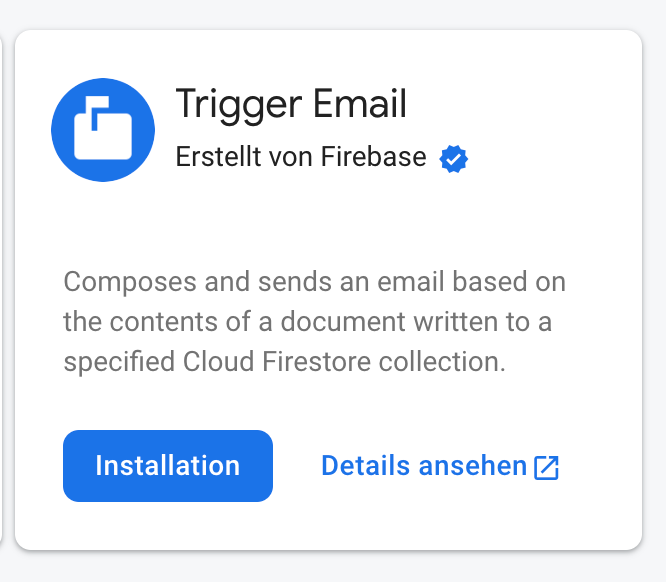 Trigger Email
Erstellt von Firebase
Composes and sends an email based on
the contents of a document written to a
specified Cloud Firestore collection.
Installation
Details ansehen